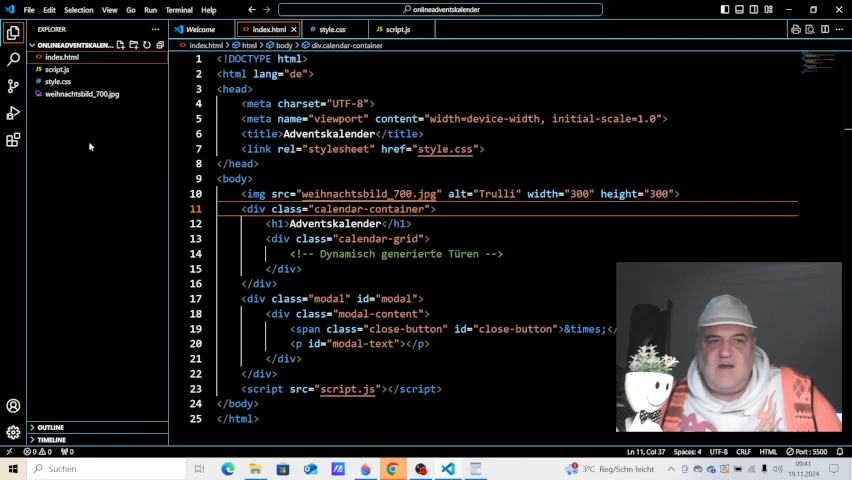 File Edit Selection View Go Run Terminal Help
onlineadventskalender
EXPLORER
ONLINEADVENTSKALEN...
index.html
script.js
style.css
weihnachtsbild_700.jpg
OUTLINE
TIMELINE
Welcome index.html style.css script.js
index.html > html > body > div.calendar-container
1 <!DOCTYPE html>
2 <html lang="de">
3 <head>
4 <meta charset="UTF-8">
5 <meta name="viewport" content="width=device-width, initial-scale=1.0">
6 <title>Adventskalender</title>
7 <link rel="stylesheet" href="style.css">
8 </head>
9 <body>
10 <img src="weihnachtsbild_700.jpg" alt="Trulli" width="300" height="300">
11 <div class="calendar-container">
12 <h1>Adventskalender</h1>
13 <div class="calendar-grid">
14 <!-- Dynamisch generierte Türen -->
15 </div>
16 </div>
17 <div class="modal" id="modal">
18 <div class="modal-content">
19 <span class="close-button" id="close-button">&times;</
20 <p id="modal-text"></p>
21 </div>
22 </div>
23 <script src="script.js"></script>
24 </body>
25 </html>
0 0 0 Ln 11, Col 37 Spaces: 4 UTF-8 CRLF HTML Port : 5500
Suchen 3°C Reg/Schn leicht 09:41
19.11.2024